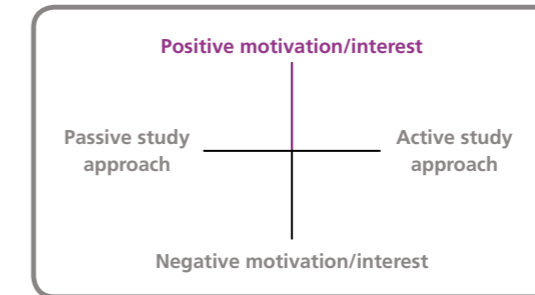 Positive motivation/interest
Passive study
approach
Active study
approach
Negative motivation/interest